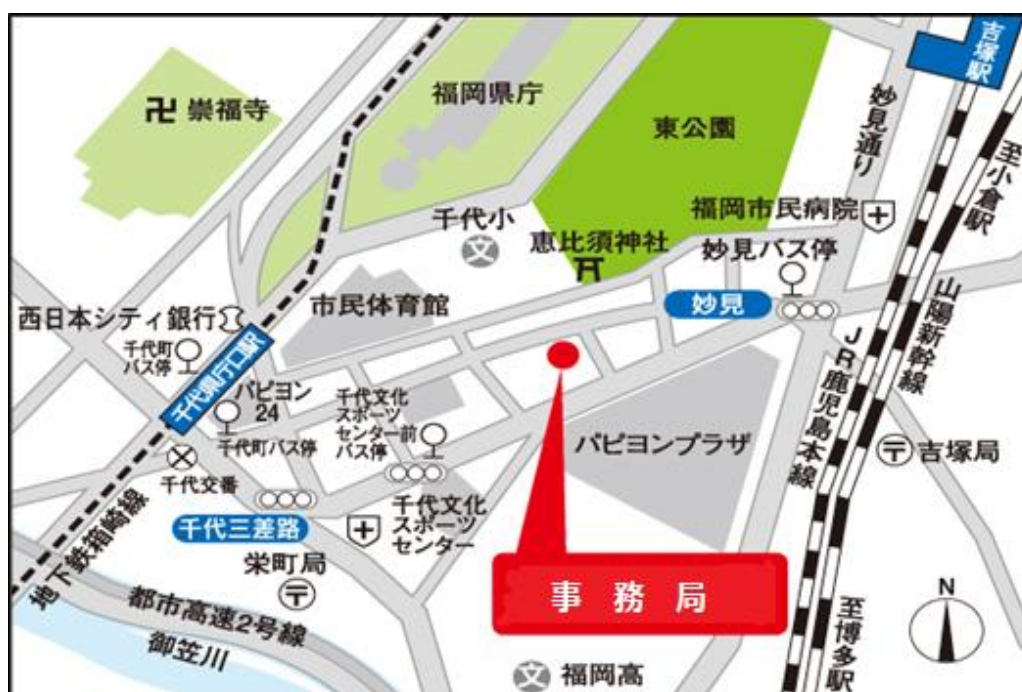 吉塚駅
福岡県庁
卍 崇福寺
東公園
妙見通り
至小倉駅
千代小
文
福岡市民病院
恵比須神社
妙見バス停
市民体育館
妙見
山陽新幹線
西日本シティ銀行
千代町
バス停
千代県庁口駅
パピヨン
24
千代町バス停
千代文化
スポーツ
センター前
バス停
JR鹿児島本線
パピヨンプラザ
吉塚局
千代交番
千代三差路
千代文化
スポーツ
センター
地下鉄箱崎線
栄町局
事務局
N
都市高速2号線
御笠川
至博多駅
文 福岡高